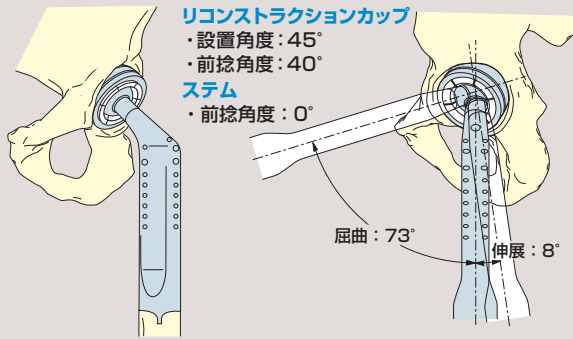 リコンストラクションカップ
・設置角度：45°
・前捻角度：40°
ステム
・前捻角度：0°
屈曲：73°
伸展：8°